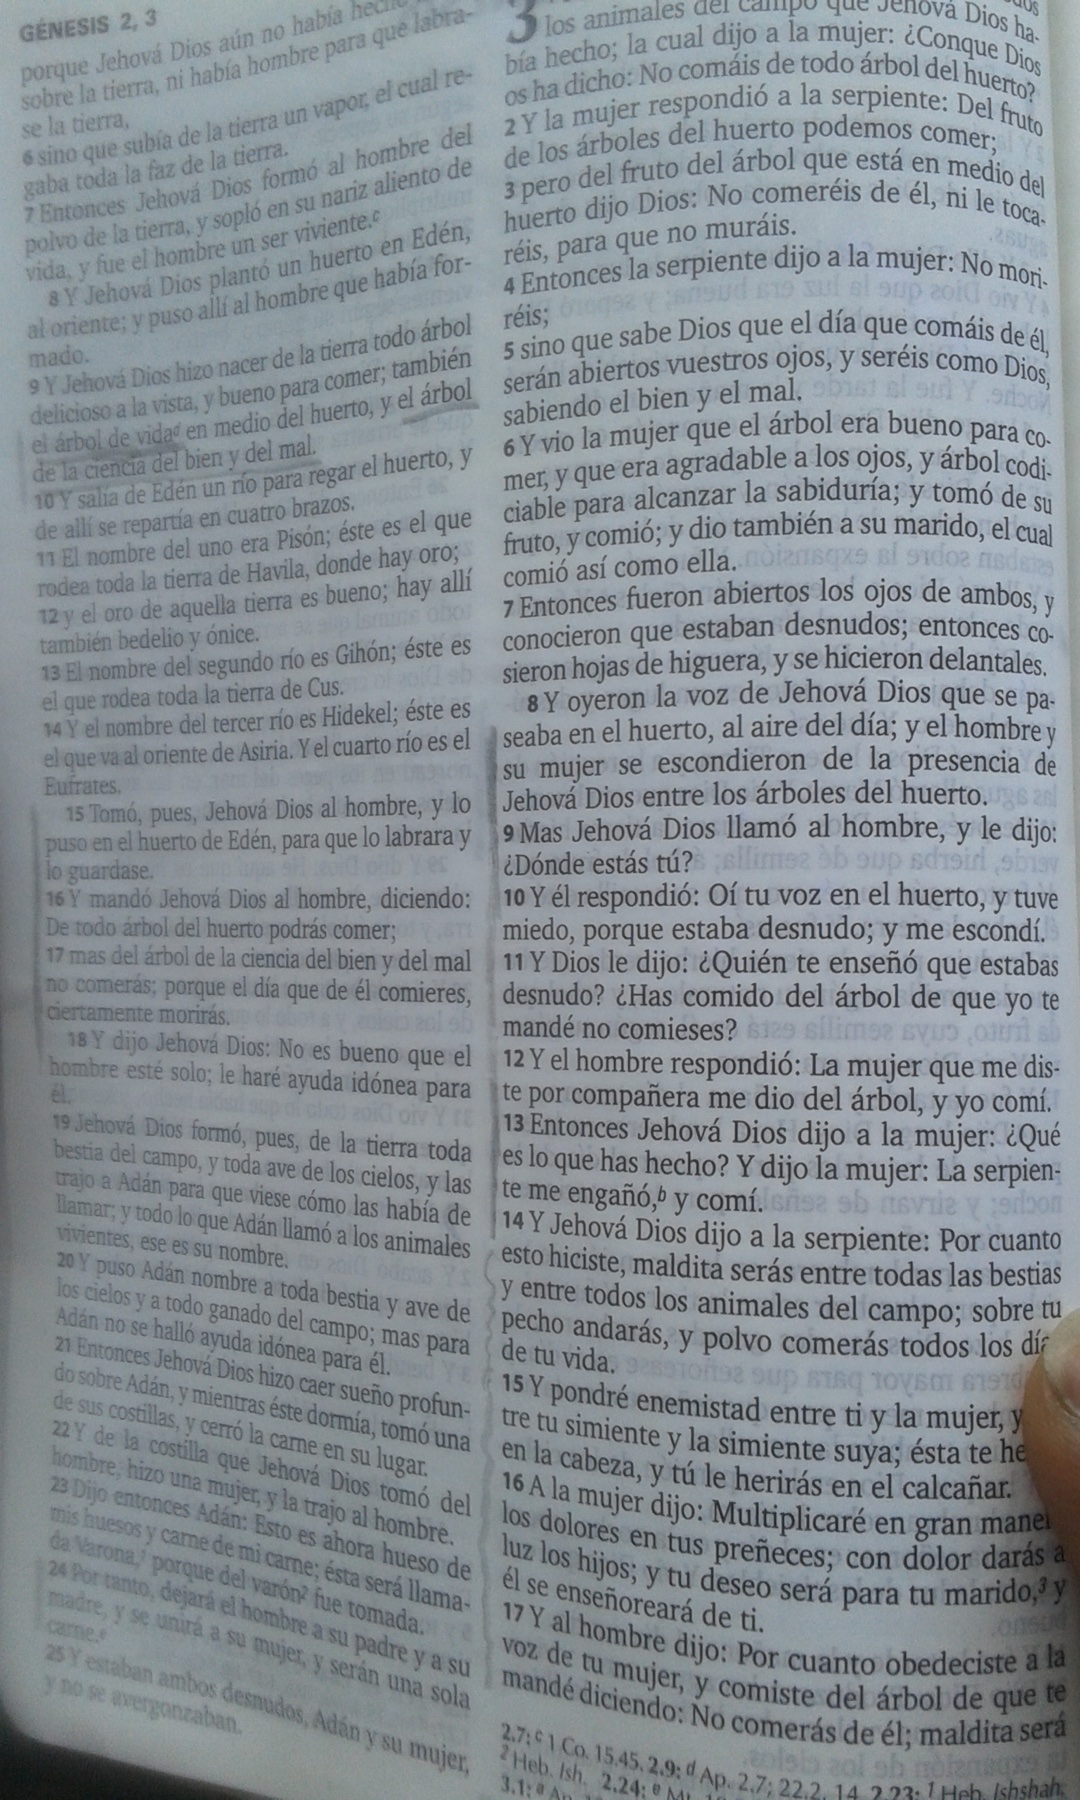 GÉNESIS 2, 3
porque Jehová Dios aún no había
sobre la tierra, ni había hombre para que labra-
se la tierra,
6 sino que subía de la tierra un vapor, el cual re-
gaba toda la faz de la tierra.
7 Entonces Jehová Dios formó al hombre del
polvo de la tierra, y sopló en su nariz aliento de
vida, y fue el hombre un ser viviente.c
8 Y Jehová Dios plantó un huerto en Edén,
al oriente; y puso allí al hombre que había for-
mado.
9 Y Jehová Dios hizo nacer de la tierra todo árbol
delicioso a la vista, y bueno para comer; también
el árbol de vidad en medio del huerto, y el árbol
de la ciencia del bien y del mal.
10 Y salía de Edén un río para regar el huerto, y
de allí se repartía en cuatro brazos.
11 El nombre del uno era Pisón; éste es el que
rodea toda la tierra de Havila, donde hay oro;
12 y el oro de aquella tierra es bueno; hay allí
también bedelio y ónice.
13 El nombre del segundo río es Gihón; éste es
el que rodea toda la tierra de Cus.
14 Y el nombre del tercer río es Hidekel; éste es
el que va al oriente de Asiria. Y el cuarto río es el
Eufrates.
15 Tomó, pues, Jehová Dios al hombre, y lo
puso en el huerto de Edén, para que lo labrara y
lo guardase.
16 Y mandó Jehová Dios al hombre, diciendo:
De todo árbol del huerto podrás comer;
17 mas del árbol de la ciencia del bien y del mal
no comerás; porque el día que de él comieres,
ciertamente morirás.
18 Y dijo Jehová Dios: No es bueno que el
hombre esté solo; le haré ayuda idónea para
él.
19 Jehová Dios formó, pues, de la tierra toda
bestia del campo, y toda ave de los cielos, y las
trajo a Adán para que viese cómo las había de
llamar; y todo lo que Adán llamó a los animales
vivientes, ese es su nombre.
20 Y puso Adán nombre a toda bestia y ave de
los cielos y a todo ganado del campo; mas para
Adán no se halló ayuda idónea para él.
21 Entonces Jehová Dios hizo caer sueño profun-
do sobre Adán, y mientras éste dormía, tomó una
de sus costillas, y cerró la carne en su lugar.
22 Y de la costilla que Jehová Dios tomó del
hombre, hizo una mujer, y la trajo al hombre.
23 Dijo entonces Adán: Esto es ahora hueso de
mis huesos y carne de mi carne; ésta será llama-
da Varona,1 porque del varón2 fue tomada.
24 Por tanto, dejará el hombre a su padre y a su
madre, y se unirá a su mujer, y serán una sola
carne.e
25 Y estaban ambos desnudos, Adán y su mujer,
y no se avergonzaban.
3 los animales del campo que Jehová Dios ha-
bía hecho; la cual dijo a la mujer: ¿Conque Dios
os ha dicho: No comáis de todo árbol del huerto?
2 Y la mujer respondió a la serpiente: Del fruto
de los árboles del huerto podemos comer;
3 pero del fruto del árbol que está en medio del
huerto dijo Dios: No comeréis de él, ni le toca-
réis, para que no muráis.
4 Entonces la serpiente dijo a la mujer: No mori-
réis;
5 sino que sabe Dios que el día que comáis de él,
serán abiertos vuestros ojos, y seréis como Dios,
sabiendo el bien y el mal.
6 Y vio la mujer que el árbol era bueno para co-
mer, y que era agradable a los ojos, y árbol codi-
ciable para alcanzar la sabiduría; y tomó de su
fruto, y comió; y dio también a su marido, el cual
comió así como ella.
7 Entonces fueron abiertos los ojos de ambos, y
conocieron que estaban desnudos; entonces co-
sieron hojas de higuera, y se hicieron delantales.
8 Y oyeron la voz de Jehová Dios que se pa-
seaba en el huerto, al aire del día; y el hombre y
su mujer se escondieron de la presencia de
Jehová Dios entre los árboles del huerto.
9 Mas Jehová Dios llamó al hombre, y le dijo:
¿Dónde estás tú?
10 Y él respondió: Oí tu voz en el huerto, y tuve
miedo, porque estaba desnudo; y me escondí.
11 Y Dios le dijo: ¿Quién te enseñó que estabas
desnudo? ¿Has comido del árbol de que yo te
mandé no comieses?
12 Y el hombre respondió: La mujer que me dis-
te por compañera me dio del árbol, y yo comí.
13 Entonces Jehová Dios dijo a la mujer: ¿Qué
es lo que has hecho? Y dijo la mujer: La serpien-
te me engañó,b y comí.
14 Y Jehová Dios dijo a la serpiente: Por cuanto
esto hiciste, maldita serás entre todas las bestias
y entre todos los animales del campo; sobre tu
pecho andarás, y polvo comerás todos los
de tu vida.
15 Y pondré enemistad entre ti y la mujer, y
tre tu simiente y la simiente suya; ésta te
en la cabeza, y tú le herirás en el calcañar.
16 A la mujer dijo: Multiplicaré en gran
los dolores en tus preñeces; con dolor darás a
luz los hijos; y tu deseo será para tu marido,3 y
él se enseñoreará de ti.
17 Y al hombre dijo: Por cuanto obedeciste a la
voz de tu mujer, y comiste del árbol de que te
mandé diciendo: No comerás de él; maldita será
2.7: c 1 Co. 15.45. 2.9: d Ap. 2.7; 22.2, 14. 2.23: 1 Heb. Ishshah.
2 Heb. Ish. 2.24: e
3.1: a